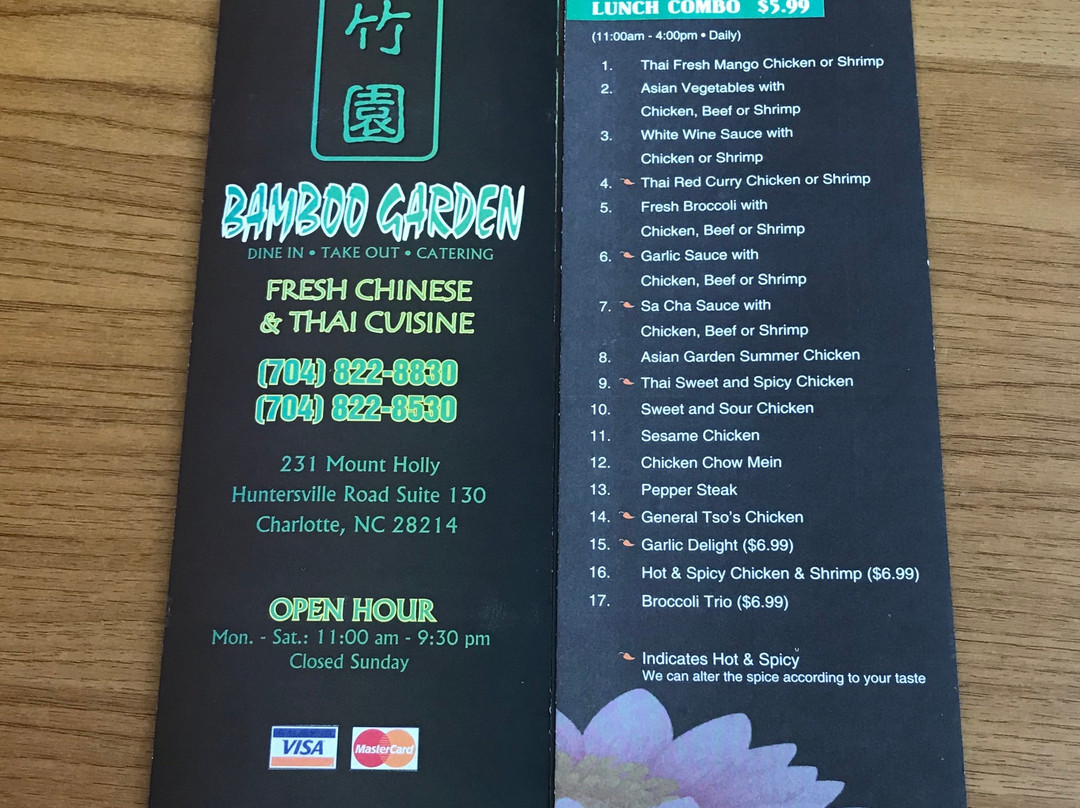 竹
園
BAMBOO GARDEN
DINE IN • TAKE OUT • CATERING
FRESH CHINESE
& THAI CUISINE
(704) 822-8830
(704) 822-8530
231 Mount Holly
Huntersville Road Suite 130
Charlotte, NC 28214
OPEN HOUR
Mon. - Sat.: 11:00 am - 9:30 pm
Closed Sunday
VISA
MasterCard
LUNCH COMBO $5.99
(11:00am - 4:00pm • Daily)
1. Thai Fresh Mango Chicken or Shrimp
2. Asian Vegetables with
Chicken, Beef or Shrimp
3. White Wine Sauce with
Chicken or Shrimp
4. Thai Red Curry Chicken or Shrimp
5. Fresh Broccoli with
Chicken, Beef or Shrimp
6. Garlic Sauce with
Chicken, Beef or Shrimp
7. Sa Cha Sauce with
Chicken, Beef or Shrimp
8. Asian Garden Summer Chicken
9. Thai Sweet and Spicy Chicken
10. Sweet and Sour Chicken
11. Sesame Chicken
12. Chicken Chow Mein
13. Pepper Steak
14. General Tso's Chicken
15. Garlic Delight ($6.99)
16. Hot & Spicy Chicken & Shrimp ($6.99)
17. Broccoli Trio ($6.99)
Indicates Hot & Spicy
We can alter the spice according to your taste